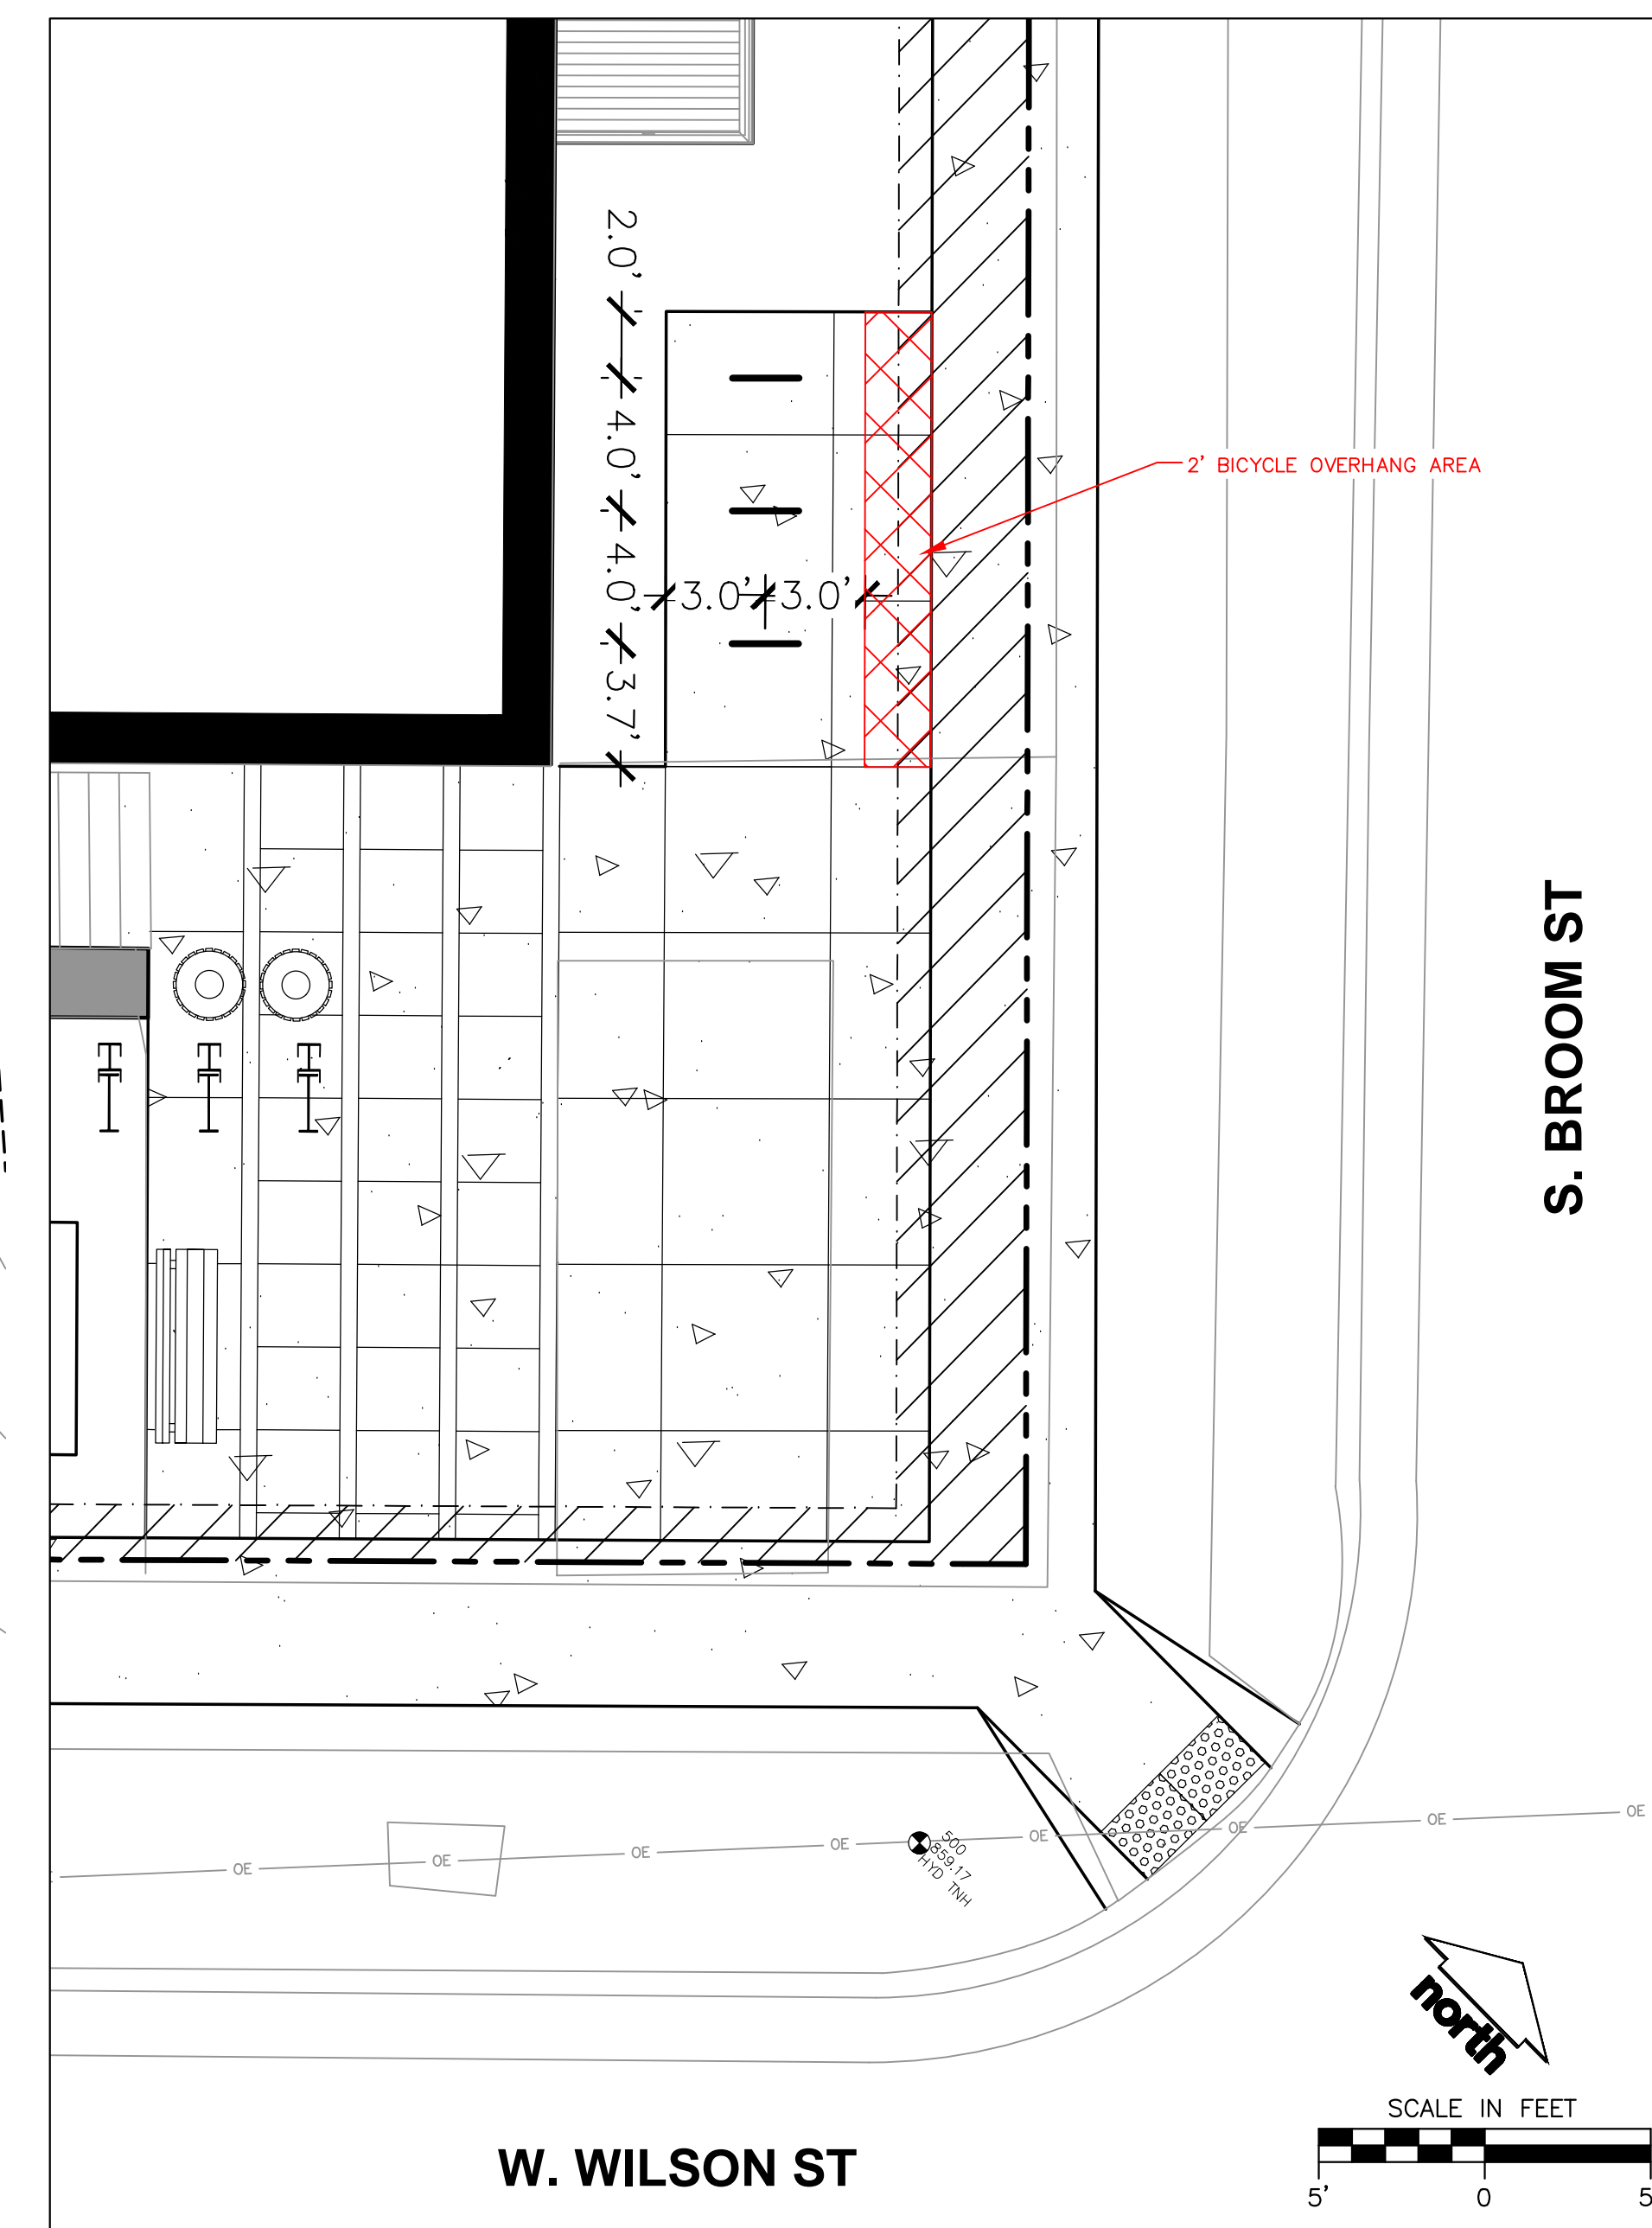 2.0'
4.0'
4.0'
3.7'
3.0' 3.0'
2' BICYCLE OVERHANG AREA
S. BROOM ST
OE OE OE OE OE OE OE OE
500
859.17
HYD TNH
north
SCALE IN FEET
5' 0 5
W. WILSON ST